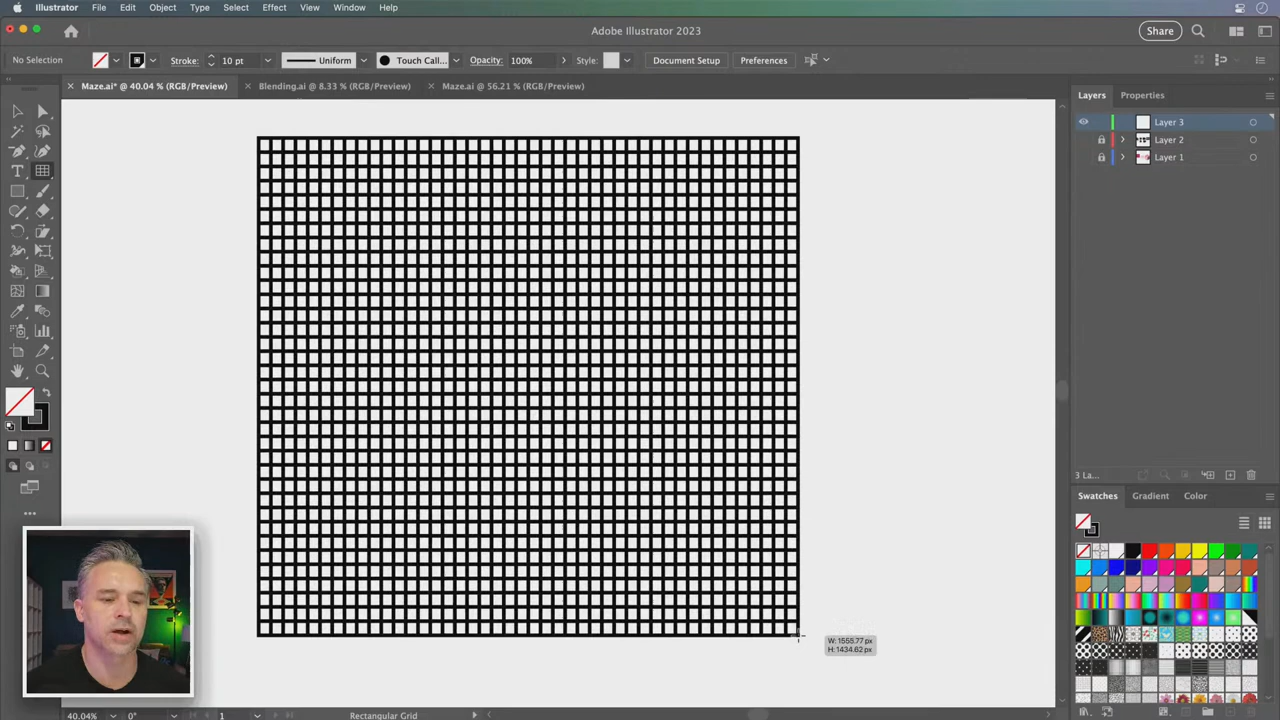 Illustrator File Edit Object Type Select Effect View Window Help
Adobe Illustrator 2023
Share
No Selection
Stroke:
10 pt
Uniform
Touch Call...
Opacity:
100%
Style:
Document Setup
Preferences
Maze.ai* @ 40.04 % (RGB/Preview)
Blending.ai @ 8.33 % (RGB/Preview)
Maze.ai @ 56.21 % (RGB/Preview)
Layers
Properties
Layer 3
Layer 2
Layer 1
3 La...
Swatches
Gradient
Color
W: 1555.77 px
H: 1434.62 px
40.04%
0°
1
Rectangular Grid